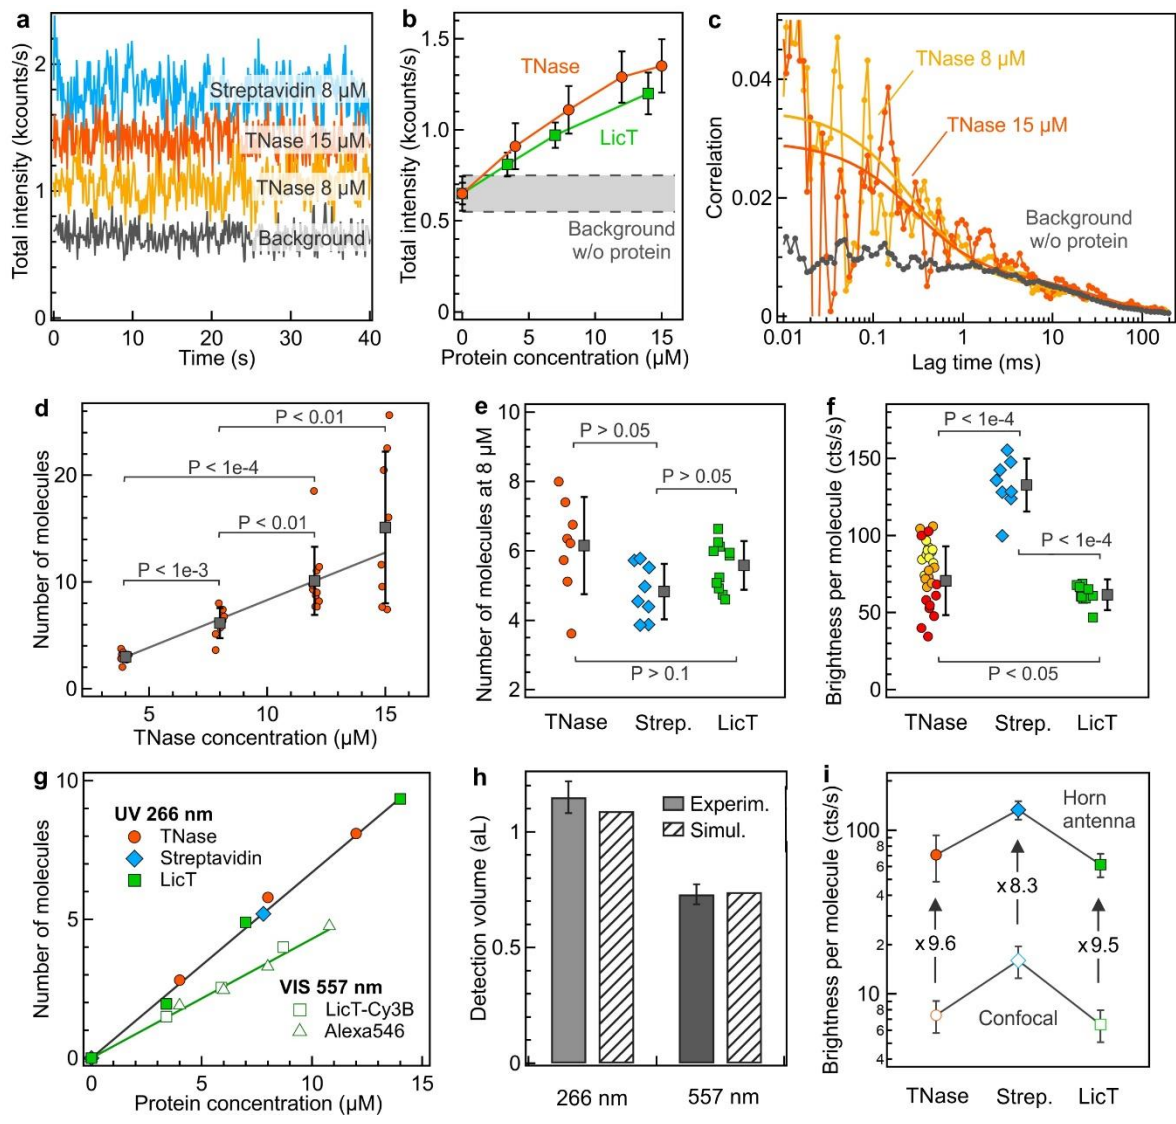 a
Total intensity (kcounts/s)
2
1
0
Streptavidin 8 µM
TNase 15 µM
TNase 8 µM
Background
0 10 20 30 40
Time (s)
b
Total intensity (kcounts/s)
1.5
1.0
0.5
0
TNase
LicT
Background
w/o protein
0 5 10 15
Protein concentration (µM)
c
Correlation
0.04
0.02
0
TNase 8 µM
TNase 15 µM
Background
w/o protein
0.01 0.1 1 10 100
Lag time (ms)
d
Number of molecules
20
10
0
P < 0.01
P < 1e-4
P < 0.01
P < 1e-3
5 10 15
TNase concentration (µM)
e
Number of molecules at 8 µM
10
8
6
4
2
P > 0.05
P > 0.05
P > 0.1
TNase Strep. LicT
f
Brightness per molecule (cts/s)
150
100
50
0
P < 1e-4
P < 1e-4
P < 0.05
TNase Strep. LicT
g
Number of molecules
10
5
0
UV 266 nm
TNase
Streptavidin
LicT
VIS 557 nm
LicT-Cy3B
Alexa546
0 5 10 15
Protein concentration (µM)
h
Detection volume (aL)
1
0.5
0
Experim.
Simul.
266 nm 557 nm
i
Brightness per molecule (cts/s)
100
8
6
4
2
10
8
6
4
Horn
antenna
x9.6
x8.3
x9.5
Confocal
TNase Strep. LicT